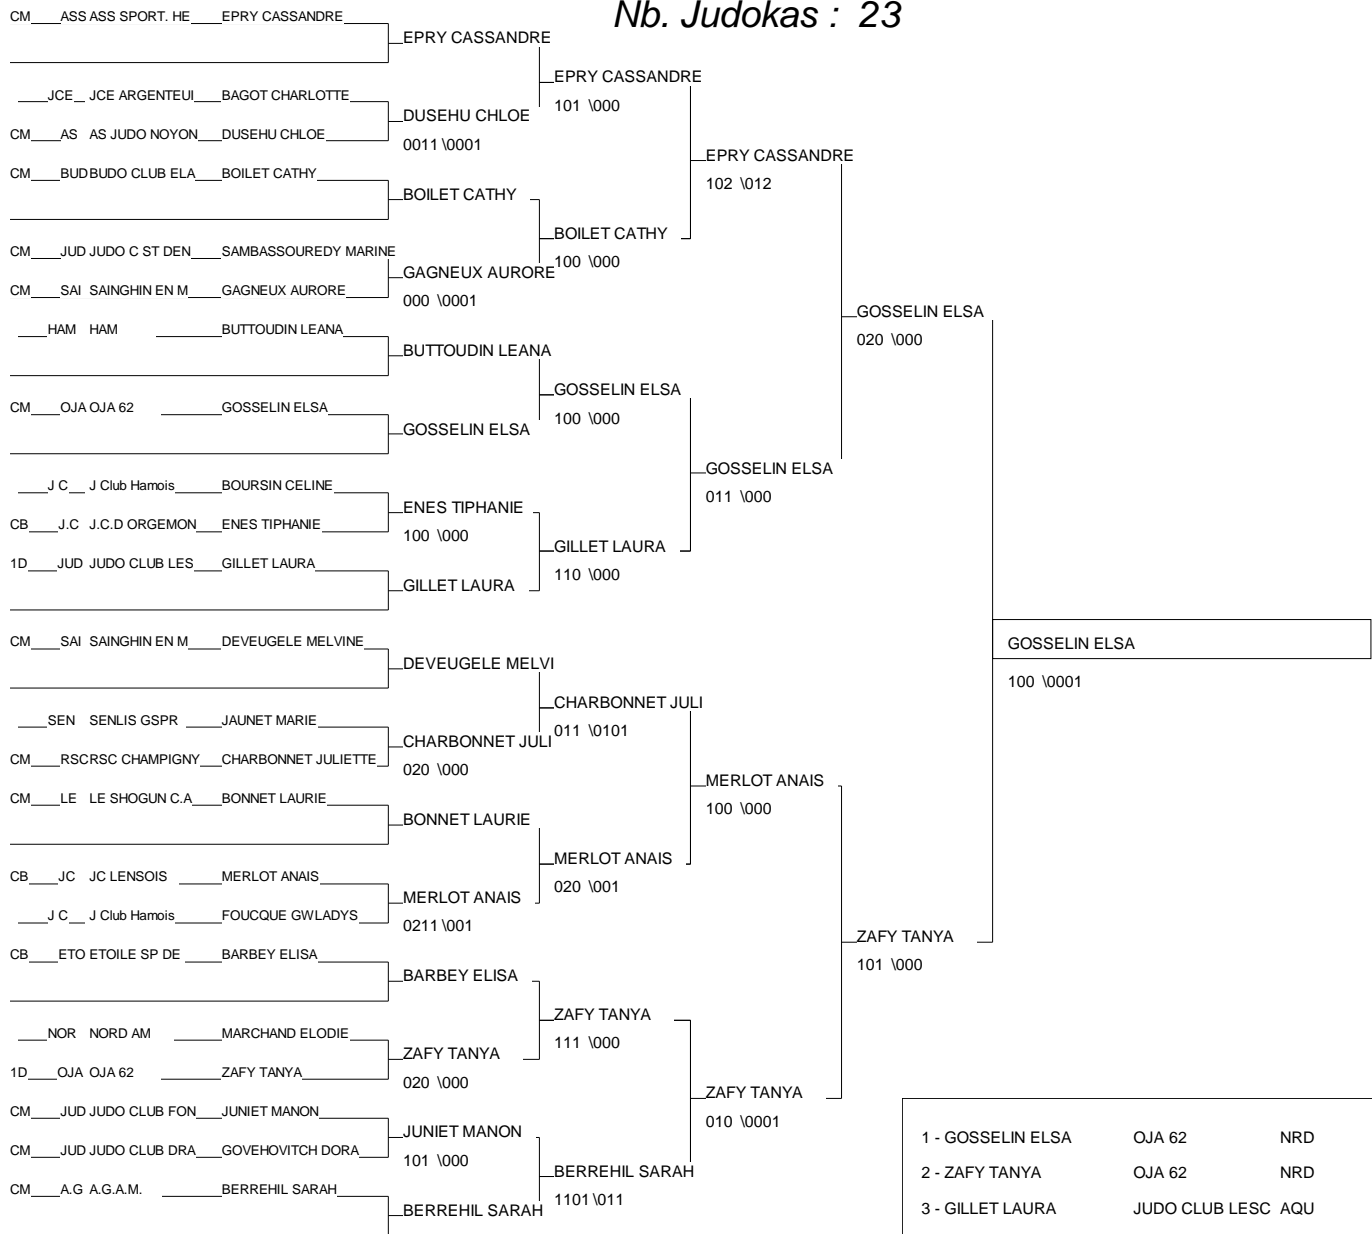 Nb. Judokas : 23
CM ASS ASS SPORT. HE EPRY CASSANDRE
EPRY CASSANDRE
EPRY CASSANDRE
101 \000
JCE JCE ARGENTEUI BAGOT CHARLOTTE
DUSEHU CHLOE
0011 \0001
CM AS AS JUDO NOYON DUSEHU CHLOE
EPRY CASSANDRE
102 \012
CM BUD BUDO CLUB ELA BOILET CATHY
BOILET CATHY
BOILET CATHY
100 \000
CM JUD JUDO C ST DEN SAMBASSOUREDY MARINE
GAGNEUX AURORE
000 \0001
CM SAI SAINGHIN EN M GAGNEUX AURORE
GOSSELIN ELSA
020 \000
HAM HAM BUTTOUDIN LEANA
BUTTOUDIN LEANA
GOSSELIN ELSA
100 \000
CM OJA OJA 62 GOSSELIN ELSA
GOSSELIN ELSA
GOSSELIN ELSA
011 \000
J C J Club Hamois BOURSIN CELINE
ENES TIPHANIE
100 \000
CB J.C J.C.D ORGEMON ENES TIPHANIE
GILLET LAURA
110 \000
1D JUD JUDO CLUB LES GILLET LAURA
GILLET LAURA
GOSSELIN ELSA
100 \0001
CM SAI SAINGHIN EN M DEVEUGELE MELVINE
DEVEUGELE MELVI
CHARBONNET JULI
011 \0101
SEN SENLIS GSPR JAUNET MARIE
CHARBONNET JULI
020 \000
CM RSC RSC CHAMPIGNY CHARBONNET JULIETTE
MERLOT ANAIS
100 \000
CM LE LE SHOGUN C.A BONNET LAURIE
BONNET LAURIE
MERLOT ANAIS
020 \001
CB JC JC LENSOIS MERLOT ANAIS
MERLOT ANAIS
0211 \001
J C J Club Hamois FOUCQUE GWLADYS
ZAFY TANYA
101 \000
CB ETO ETOILE SP DE BARBEY ELISA
BARBEY ELISA
ZAFY TANYA
111 \000
NOR NORD AM MARCHAND ELODIE
ZAFY TANYA
020 \000
1D OJA OJA 62 ZAFY TANYA
ZAFY TANYA
010 \0001
CM JUD JUDO CLUB FON JUNIET MANON
JUNIET MANON
101 \000
CM JUD JUDO CLUB DRA GOVEHOVITCH DORA
BERREHIL SARAH
1101 \011
CM A.G A.G.A.M. BERREHIL SARAH
BERREHIL SARAH
1 - GOSSELIN ELSA OJA 62 NRD
2 - ZAFY TANYA OJA 62 NRD
3 - GILLET LAURA JUDO CLUB LESC AQU